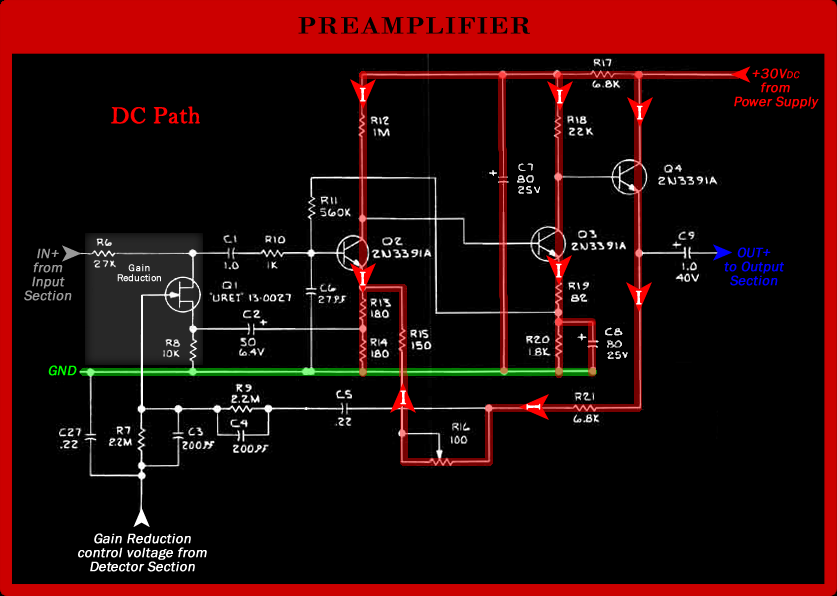 PREAMPLIFIER
DC Path
R17
6.8K
+30VDC
from
Power Supply
I
I
I
R12
1M
R18
22K
C7
80
25V
+
Q4
2N3391A
R11
560K
IN+
from
Input
Section
R6
27K
Gain
Reduction
C1
1.0
R10
1K
Q2
2N3391A
Q3
2N3391A
C9
+
1.0
40V
OUT+
to Output
Section
I
I
I
Q1
"UREI" 13-0027
C6
27PF
R13
180
R19
82
C2
+
50
6.4V
R8
10K
R14
180
R15
150
R20
1.8K
+
C8
80
25V
GND
R9
2.2M
C4
200PF
C5
.22
I
I
R21
6.8K
C27
.22
R7
2.2M
C3
200PF
R16
100
Gain Reduction
control voltage from
Detector Section